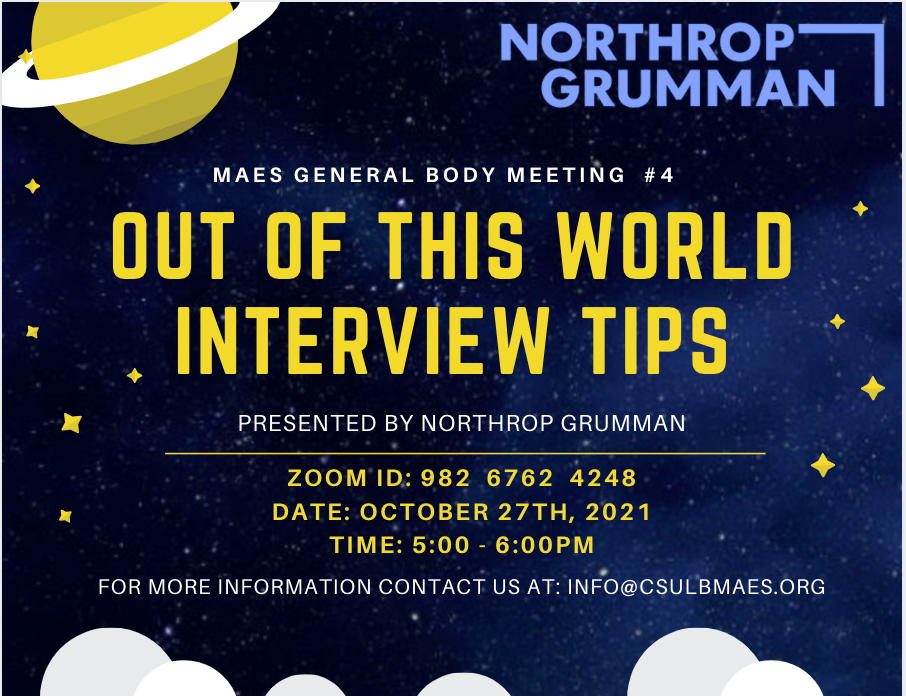 NORTHROP
GRUMMAN
MAES GENERAL BODY MEETING #4
OUT OF THIS WORLD
INTERVIEW TIPS
PRESENTED BY NORTHROP GRUMMAN
ZOOM ID: 982 6762 4248
DATE: OCTOBER 27TH, 2021
TIME: 5:00 - 6:00PM
FOR MORE INFORMATION CONTACT US AT: INFO@CSULBMAES.ORG